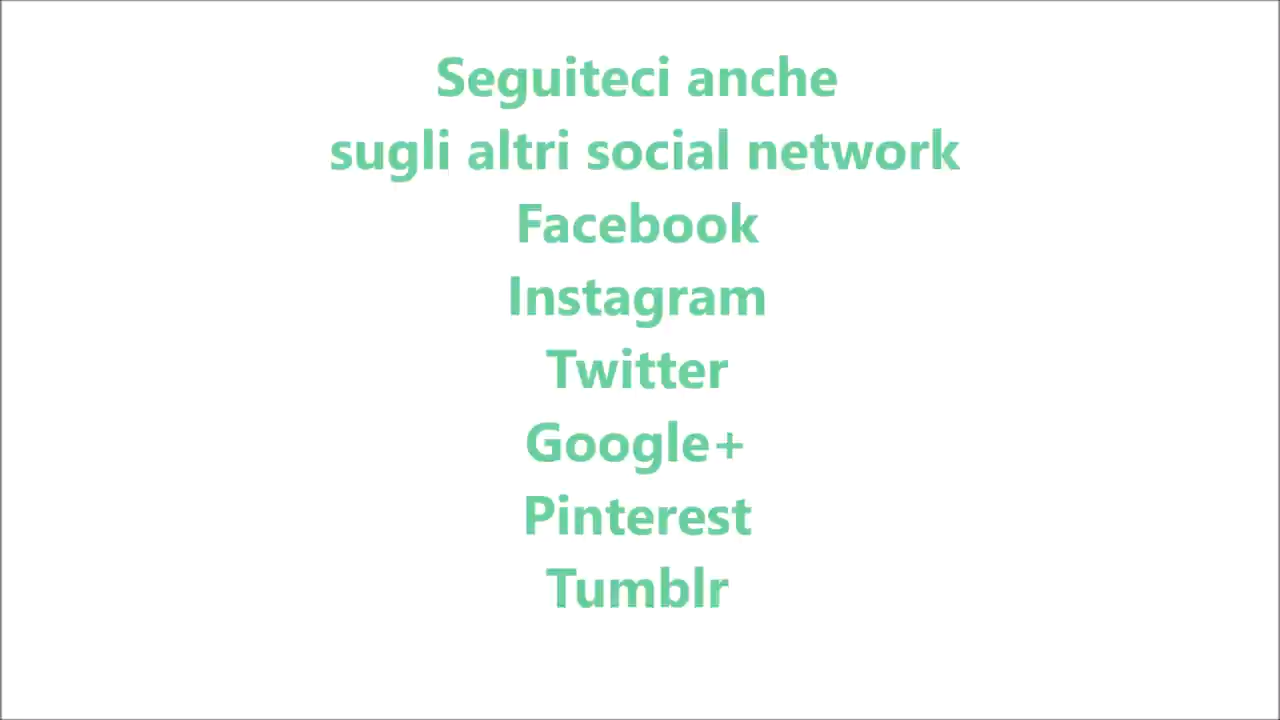 Seguiteci anche
sugli altri social network
Facebook
Instagram
Twitter
Google+
Pinterest
Tumblr